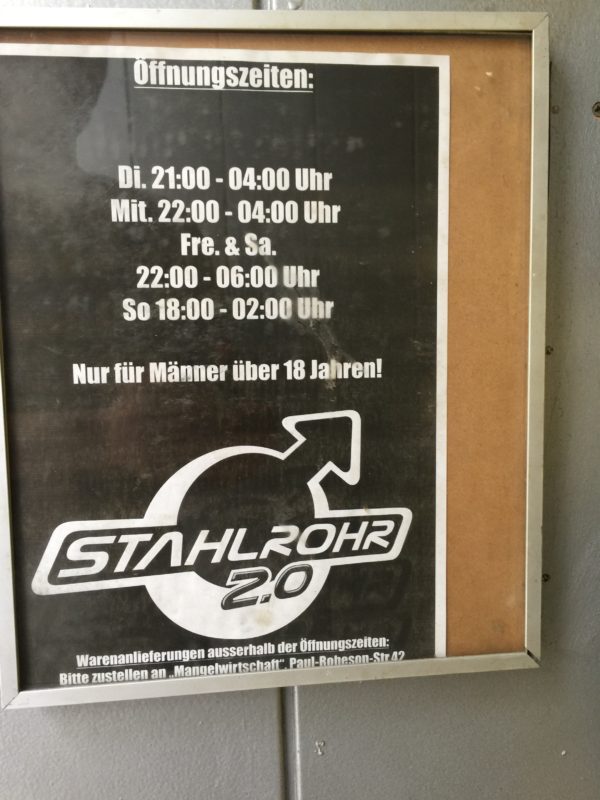 Öffnungszeiten:
Di. 21:00 - 04:00 Uhr
Mit. 22:00 - 04:00 Uhr
Fre. & Sa.
22:00 - 06:00 Uhr
So 18:00 - 02:00 Uhr
Nur für Männer über 18 Jahren!
STAHLROHR
2.0
Warenanlieferungen ausserhalb der Öffnungszeiten:
Bitte zustellen an „Mangelwirtschaft", Paul-Robeson-Str.42